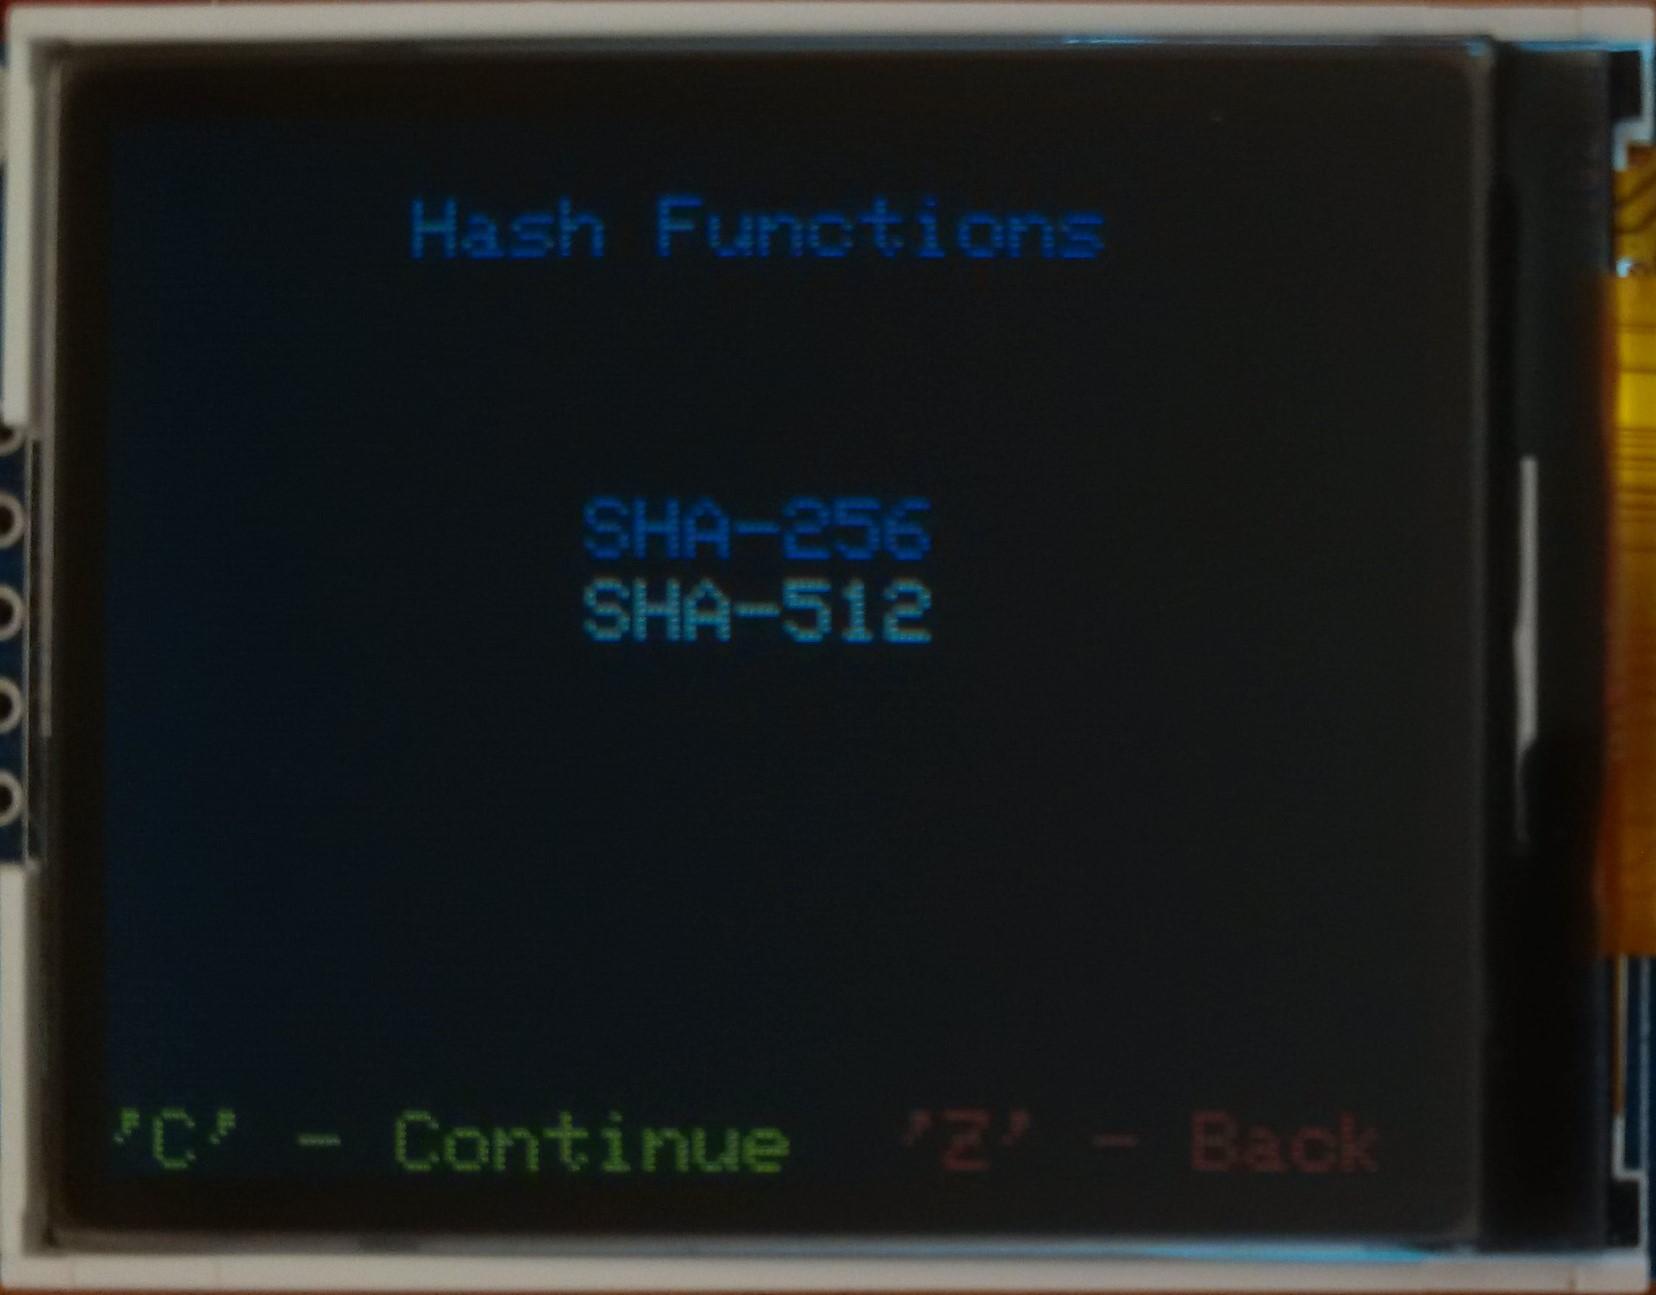 Hash Functions
SHA-256
SHA-512
'C' - Continue 'Z' - Back